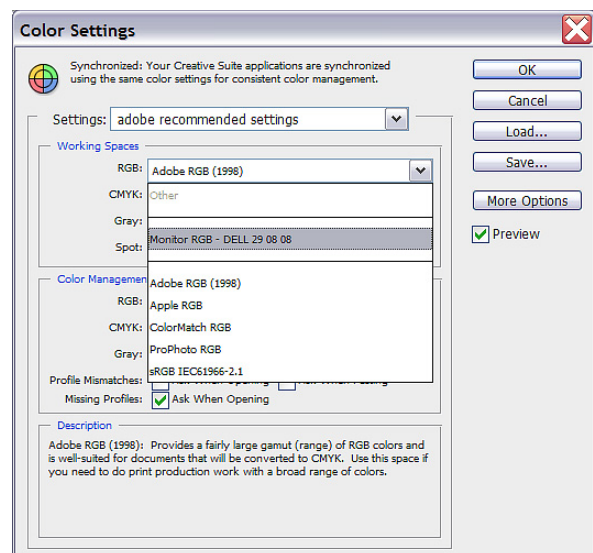 Color Settings
Synchronized: Your Creative Suite applications are synchronized
using the same color settings for consistent color management.
OK
Cancel
Load...
Save...
More Options
Preview
Settings: adobe recommended settings
Working Spaces
RGB: Adobe RGB (1998)
CMYK: Other
Gray:
Monitor RGB - DELL 29 08 08
Spot:
Color Managemen
Adobe RGB (1998)
RGB: Apple RGB
CMYK: ColorMatch RGB
Gray: ProPhoto RGB
sRGB IEC61966-2.1
Profile Mismatches:
Missing Profiles: Ask When Opening
Description
Adobe RGB (1998): Provides a fairly large gamut (range) of RGB colors and
is well-suited for documents that will be converted to CMYK. Use this space if
you need to do print production work with a broad range of colors.